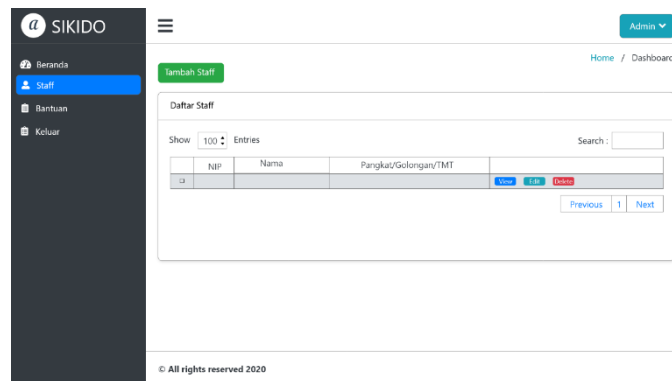 a SIKIDO
Admin
Home / Dashboard
Beranda
Staff
Bantuan
Keluar
Tambah Staff
Daftar Staff
Show 100 Entries
Search :
NIP Nama Pangkat/Golongan/TMT
View Edit Delete
Previous 1 Next
© All rights reserved 2020